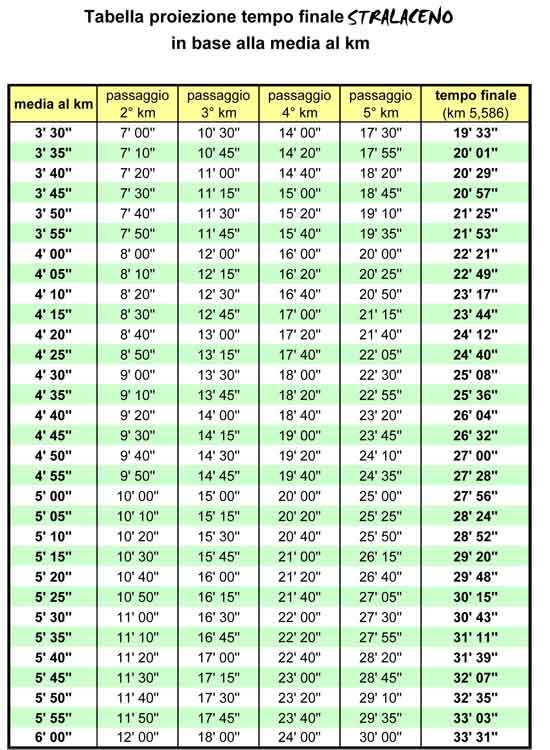 Tabella proiezione tempo finale STRALACENO
in base alla media al km
media al km passaggio 2° km passaggio 3° km passaggio 4° km passaggio 5° km tempo finale (km 5,586)
3' 30" 7' 00" 10' 30" 14' 00" 17' 30" 19' 33"
3' 35" 7' 10" 10' 45" 14' 20" 17' 55" 20' 01"
3' 40" 7' 20" 11' 00" 14' 40" 18' 20" 20' 29"
3' 45" 7' 30" 11' 15" 15' 00" 18' 45" 20' 57"
3' 50" 7' 40" 11' 30" 15' 20" 19' 10" 21' 25"
3' 55" 7' 50" 11' 45" 15' 40" 19' 35" 21' 53"
4' 00" 8' 00" 12' 00" 16' 00" 20' 00" 22' 21"
4' 05" 8' 10" 12' 15" 16' 20" 20' 25" 22' 49"
4' 10" 8' 20" 12' 30" 16' 40" 20' 50" 23' 17"
4' 15" 8' 30" 12' 45" 17' 00" 21' 15" 23' 44"
4' 20" 8' 40" 13' 00" 17' 20" 21' 40" 24' 12"
4' 25" 8' 50" 13' 15" 17' 40" 22' 05" 24' 40"
4' 30" 9' 00" 13' 30" 18' 00" 22' 30" 25' 08"
4' 35" 9' 10" 13' 45" 18' 20" 22' 55" 25' 36"
4' 40" 9' 20" 14' 00" 18' 40" 23' 20" 26' 04"
4' 45" 9' 30" 14' 15" 19' 00" 23' 45" 26' 32"
4' 50" 9' 40" 14' 30" 19' 20" 24' 10" 27' 00"
4' 55" 9' 50" 14' 45" 19' 40" 24' 35" 27' 28"
5' 00" 10' 00" 15' 00" 20' 00" 25' 00" 27' 56"
5' 05" 10' 10" 15' 15" 20' 20" 25' 25" 28' 24"
5' 10" 10' 20" 15' 30" 20' 40" 25' 50" 28' 52"
5' 15" 10' 30" 15' 45" 21' 00" 26' 15" 29' 20"
5' 20" 10' 40" 16' 00" 21' 20" 26' 40" 29' 48"
5' 25" 10' 50" 16' 15" 21' 40" 27' 05" 30' 15"
5' 30" 11' 00" 16' 30" 22' 00" 27' 30" 30' 43"
5' 35" 11' 10" 16' 45" 22' 20" 27' 55" 31' 11"
5' 40" 11' 20" 17' 00" 22' 40" 28' 20" 31' 39"
5' 45" 11' 30" 17' 15" 23' 00" 28' 45" 32' 07"
5' 50" 11' 40" 17' 30" 23' 20" 29' 10" 32' 35"
5' 55" 11' 50" 17' 45" 23' 40" 29' 35" 33' 03"
6' 00" 12' 00" 18' 00" 24' 00" 30' 00" 33' 31"